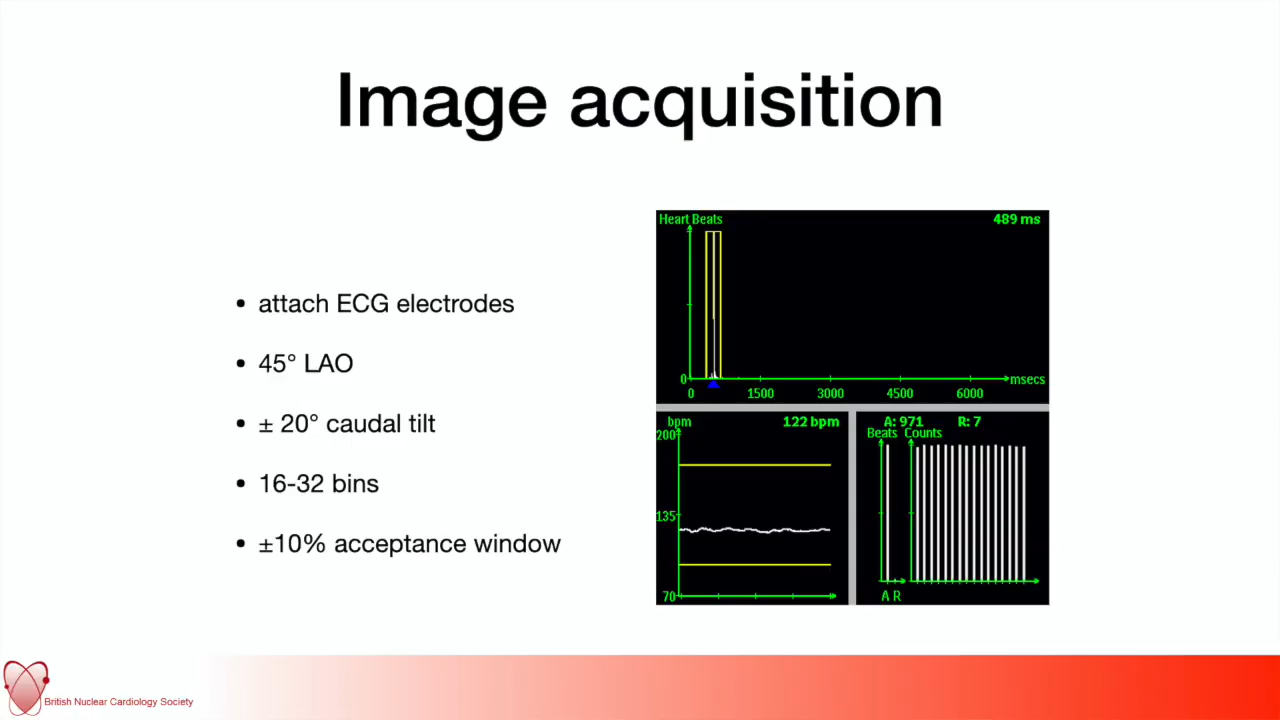 Image acquisition
• attach ECG electrodes
• 45° LAO
• ± 20° caudal tilt
• 16-32 bins
• ±10% acceptance window
Heart Beats 489 ms
0
0 1500 3000 4500 6000 msecs
bpm 122 bpm
200
135
70
A: 971 R: 7
Beats Counts
A R
British Nuclear Cardiology Society